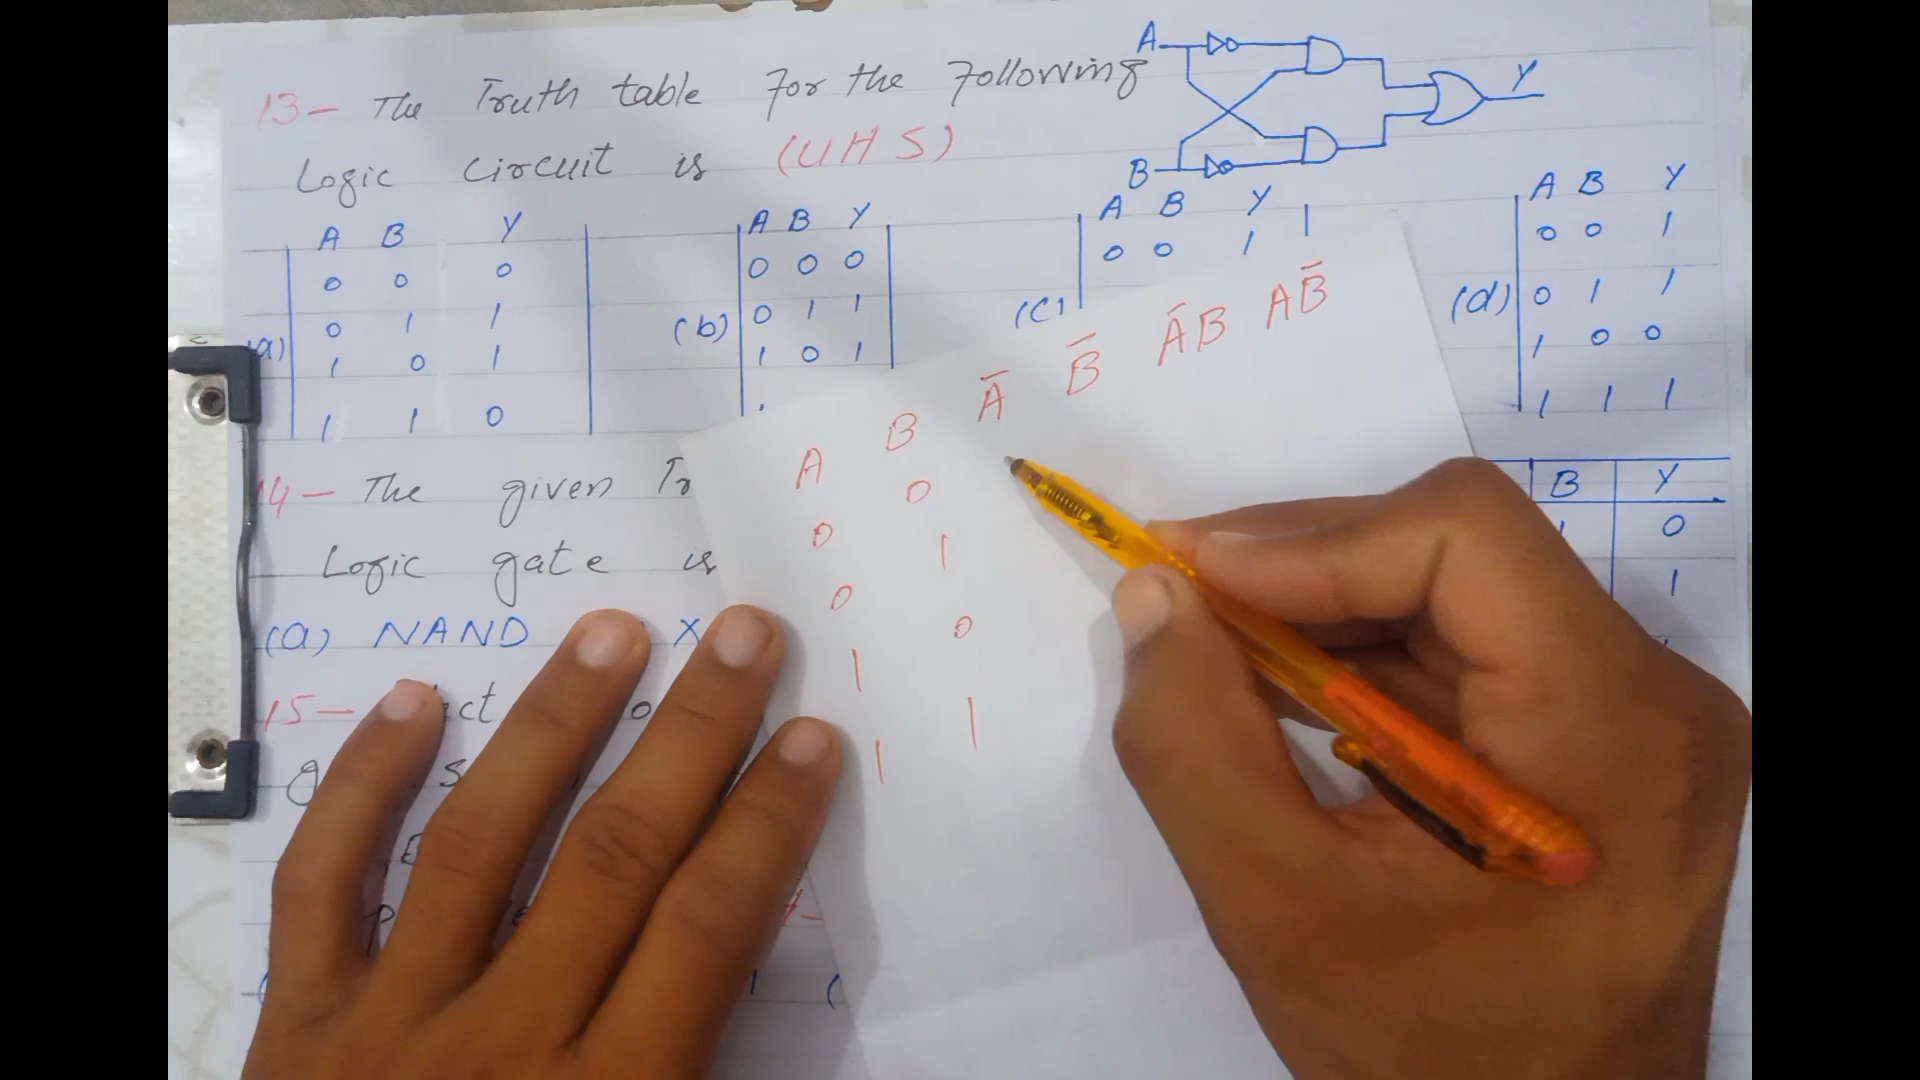 13- The Truth table For the Following
Logic circuit is (UHS)
A
B
Y
A B Y
0 0 0
0 1 1
(a)
1 0 1
1 1 0
A B Y
0 0 0
(b) 0 1 1
1 0 1
A B Y
0 0 1
(c)
A B Y
0 0 1
(d) 0 1 1
1 0 0
1 1 1
A B Ā B̄ ĀB AB̄
0 0
0 1
1 0
1 1
14- The given Tr
Logic gate is
(a) NAND X
15-
B Y
0
1